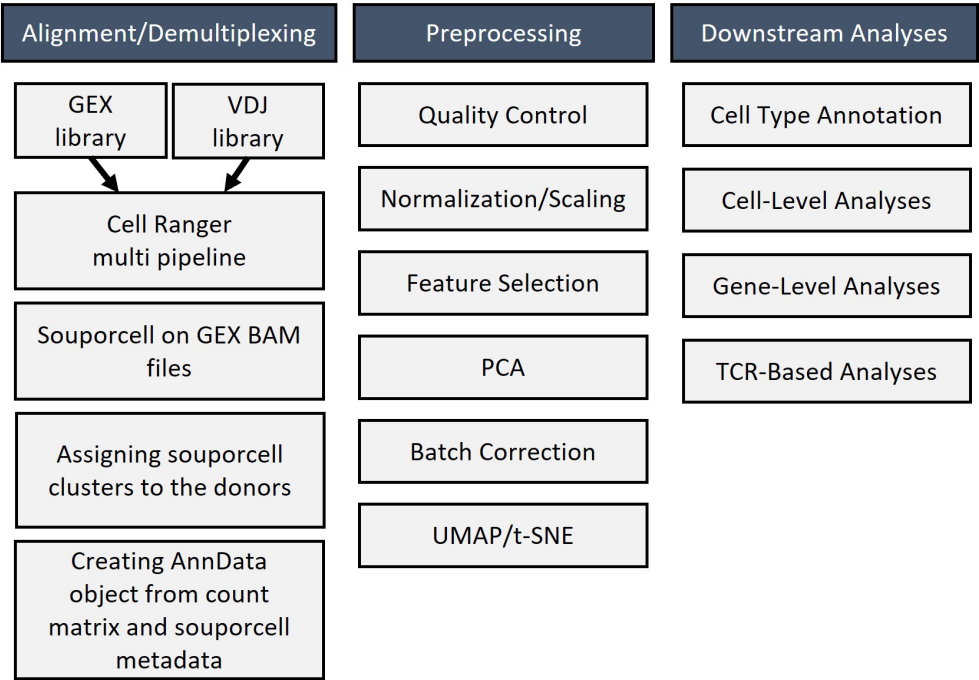 Alignment/Demultiplexing
GEX
library
VDJ
library
Cell Ranger
multi pipeline
Souporcell on GEX BAM
files
Assigning souporcell
clusters to the donors
Creating AnnData
object from count
matrix and souporcell
metadata
Preprocessing
Quality Control
Normalization/Scaling
Feature Selection
PCA
Batch Correction
UMAP/t-SNE
Downstream Analyses
Cell Type Annotation
Cell-Level Analyses
Gene-Level Analyses
TCR-Based Analyses